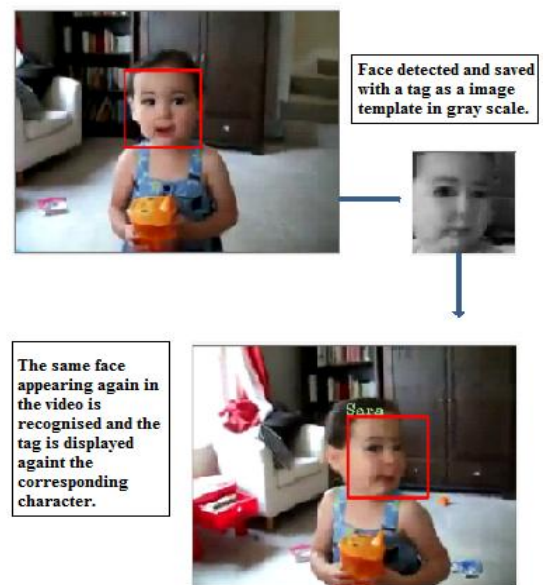 Face detected and saved
with a tag as a image
template in gray scale.
The same face
appearing again in
the video is
recognised and the
tag is displayed
againt the
corresponding
character.
Sara